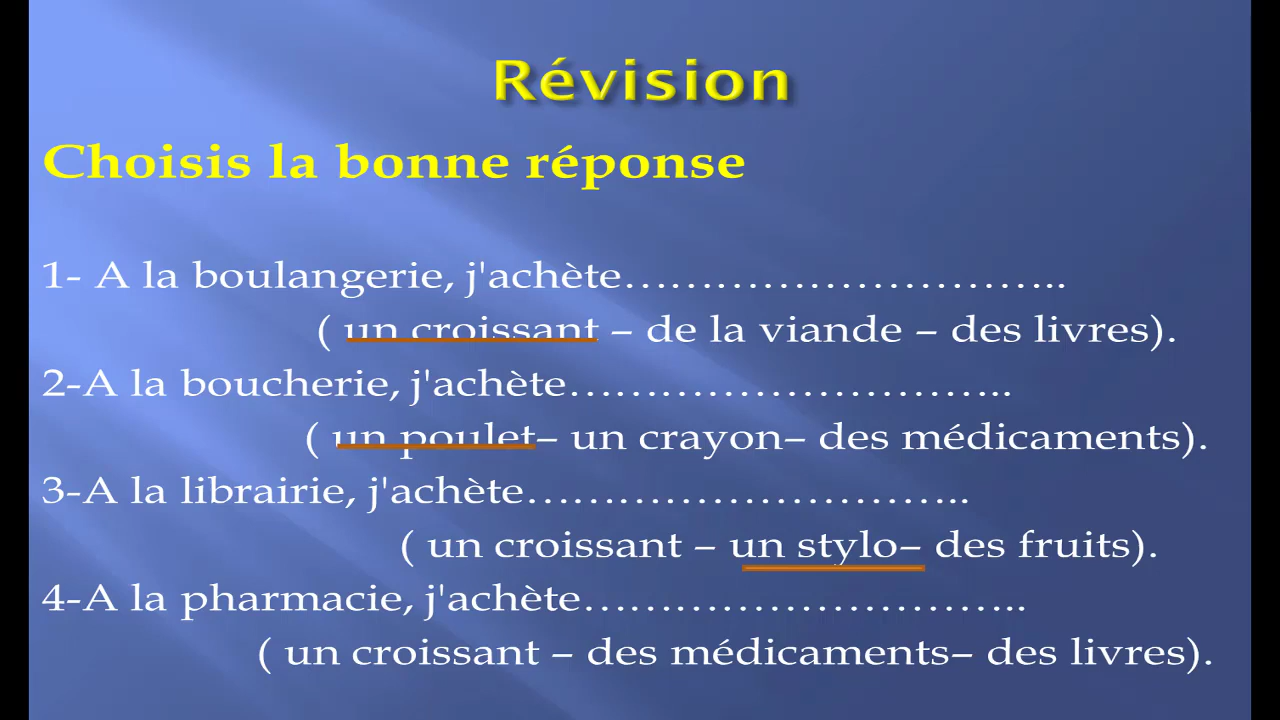 Révision
Choisis la bonne réponse
1- A la boulangerie, j'achète…………………………..
( un croissant – de la viande – des livres).
2-A la boucherie, j'achète…………………………..
( un poulet– un crayon– des médicaments).
3-A la librairie, j'achète…………………………..
( un croissant – un stylo– des fruits).
4-A la pharmacie, j'achète…………………………..
( un croissant – des médicaments– des livres).